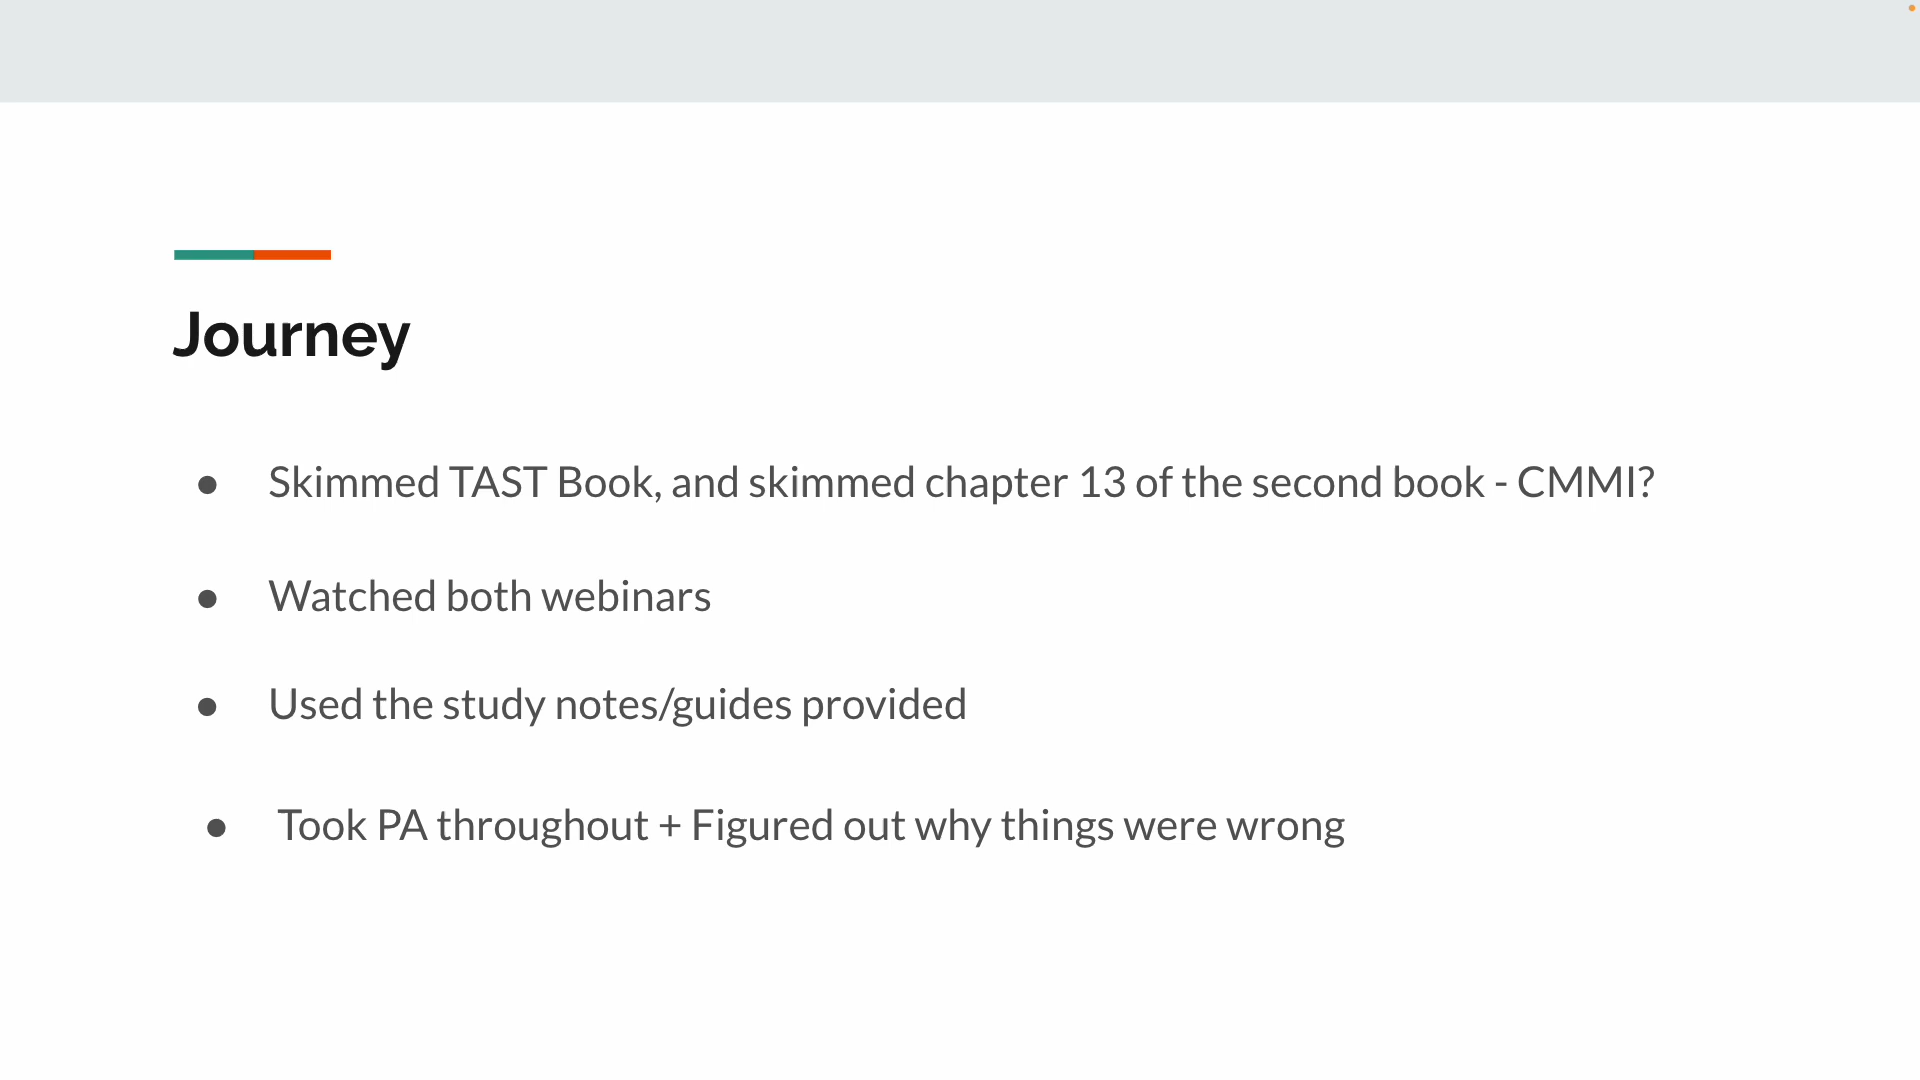 Journey
● Skimmed TAST Book, and skimmed chapter 13 of the second book - CMMI?
● Watched both webinars
● Used the study notes/guides provided
● Took PA throughout + Figured out why things were wrong